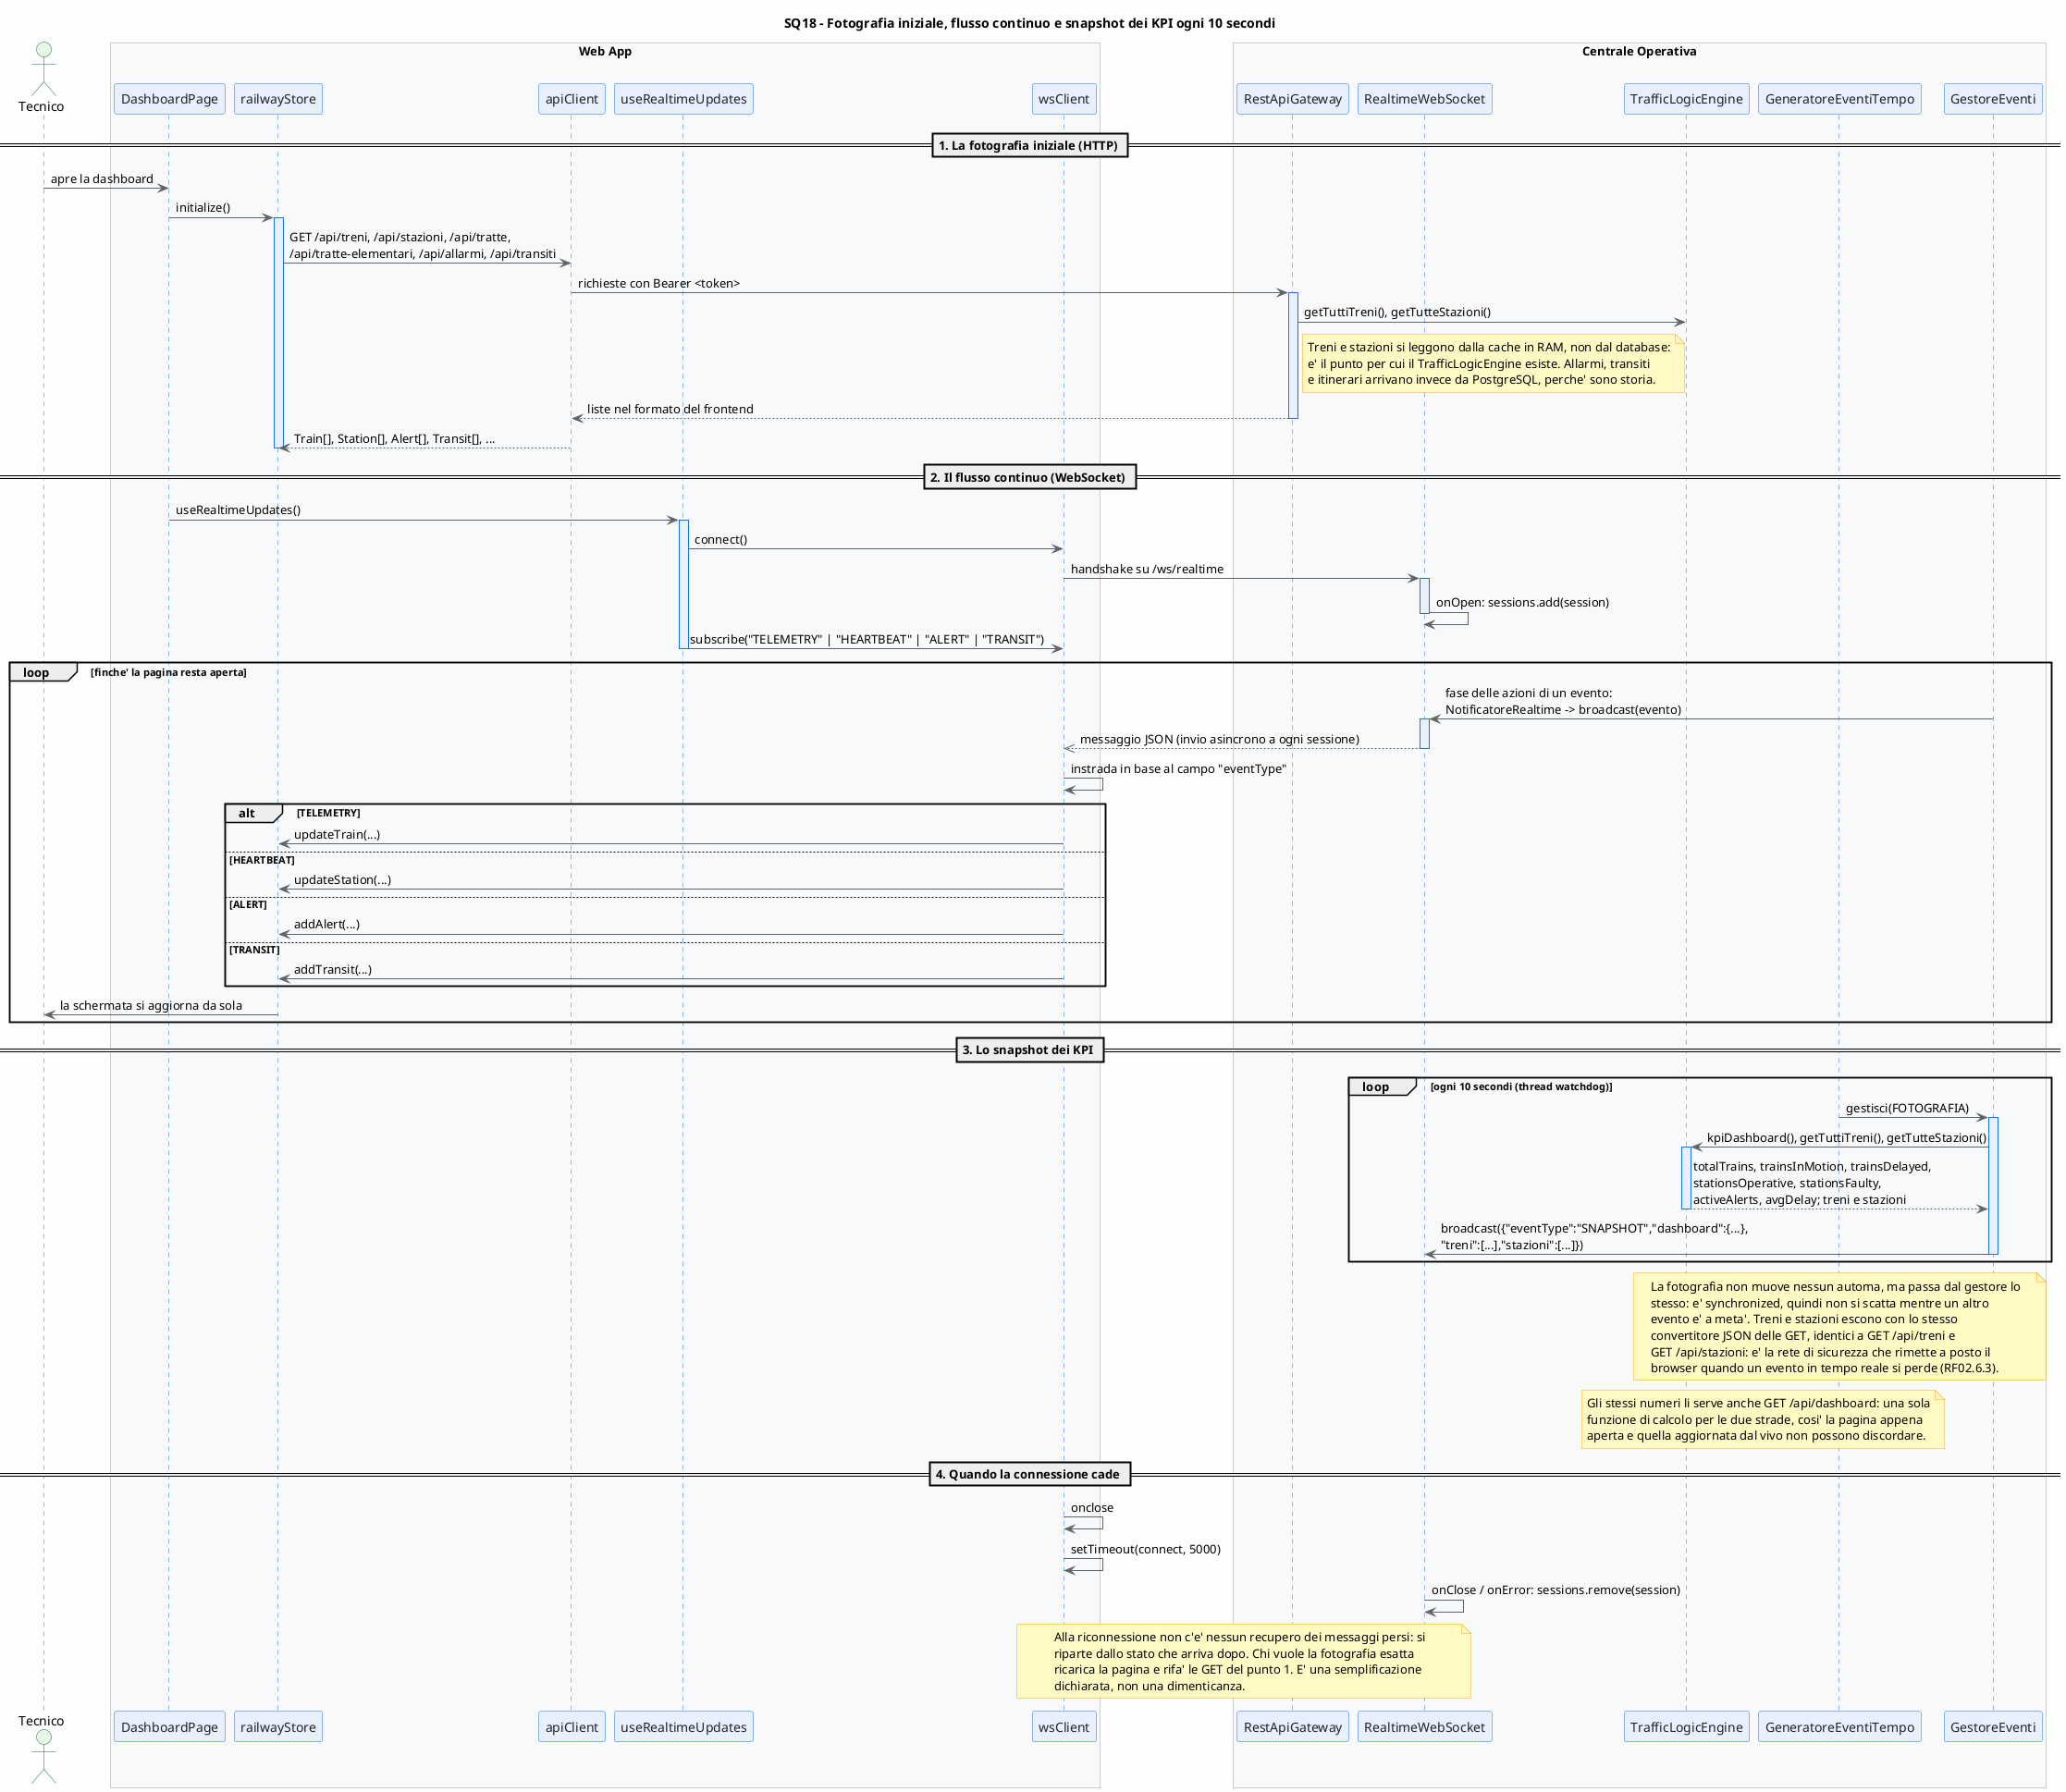 SQ18 - Fotografia iniziale, flusso continuo e snapshot dei KPI ogni 10 secondi
Web App
Centrale Operativa
Tecnico
DashboardPage
railwayStore
apiClient
useRealtimeUpdates
wsClient
RestApiGateway
RealtimeWebSocket
TrafficLogicEngine
GeneratoreEventiTempo
GestoreEventi
1. La fotografia iniziale (HTTP)
apre la dashboard
initialize()
GET /api/treni, /api/stazioni, /api/tratte,
/api/tratte-elementari, /api/allarmi, /api/transiti
richieste con Bearer <token>
getTuttiTreni(), getTutteStazioni()
Treni e stazioni si leggono dalla cache in RAM, non dal database:
e' il punto per cui il TrafficLogicEngine esiste. Allarmi, transiti
e itinerari arrivano invece da PostgreSQL, perche' sono storia.
liste nel formato del frontend
Train[], Station[], Alert[], Transit[], ...
2. Il flusso continuo (WebSocket)
useRealtimeUpdates()
connect()
handshake su /ws/realtime
onOpen: sessions.add(session)
subscribe("TELEMETRY" | "HEARTBEAT" | "ALERT" | "TRANSIT")
loop [finche' la pagina resta aperta]
fase delle azioni di un evento:
NotificatoreRealtime -> broadcast(evento)
messaggio JSON (invio asincrono a ogni sessione)
instrada in base al campo "eventType"
alt [TELEMETRY]
updateTrain(...)
[HEARTBEAT]
updateStation(...)
[ALERT]
addAlert(...)
[TRANSIT]
addTransit(...)
la schermata si aggiorna da sola
3. Lo snapshot dei KPI
loop [ogni 10 secondi (thread watchdog)]
gestisci(FOTOGRAFIA)
kpiDashboard(), getTuttiTreni(), getTutteStazioni()
totalTrains, trainsInMotion, trainsDelayed,
stationsOperative, stationsFaulty,
activeAlerts, avgDelay; treni e stazioni
broadcast({"eventType":"SNAPSHOT","dashboard":{...},
"treni":[...],"stazioni":[...]})
La fotografia non muove nessun automa, ma passa dal gestore lo
stesso: e' synchronized, quindi non si scatta mentre un altro
evento e' a meta'. Treni e stazioni escono con lo stesso
convertitore JSON delle GET, identici a GET /api/treni e
GET /api/stazioni: e' la rete di sicurezza che rimette a posto il
browser quando un evento in tempo reale si perde (RF02.6.3).
Gli stessi numeri li serve anche GET /api/dashboard: una sola
funzione di calcolo per le due strade, cosi' la pagina appena
aperta e quella aggiornata dal vivo non possono discordare.
4. Quando la connessione cade
onclose
setTimeout(connect, 5000)
onClose / onError: sessions.remove(session)
Alla riconnessione non c'e' nessun recupero dei messaggi persi: si
riparte dallo stato che arriva dopo. Chi vuole la fotografia esatta
ricarica la pagina e rifa' le GET del punto 1. E' una semplificazione
dichiarata, non una dimenticanza.
Tecnico
DashboardPage
railwayStore
apiClient
useRealtimeUpdates
wsClient
RestApiGateway
RealtimeWebSocket
TrafficLogicEngine
GeneratoreEventiTempo
GestoreEventi